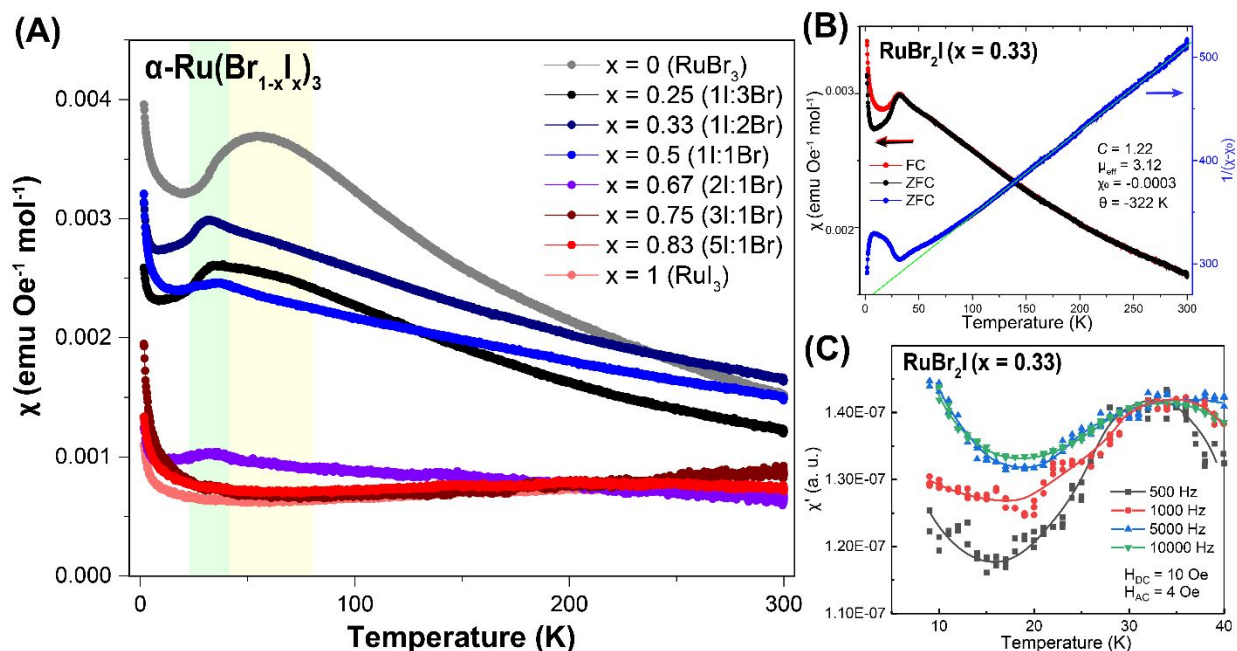 (A)
α-Ru(Br1-xIx)3
x = 0 (RuBr3)
x = 0.25 (1I:3Br)
x = 0.33 (1I:2Br)
x = 0.5 (1I:1Br)
x = 0.67 (2I:1Br)
x = 0.75 (3I:1Br)
x = 0.83 (5I:1Br)
x = 1 (RuI3)
χ (emu Oe-1 mol-1)
0.004
0.003
0.002
0.001
0.000
0
100
200
300
Temperature (K)
(B)
RuBr2I (x = 0.33)
FC
ZFC
ZFC
C = 1.22
μeff = 3.12
χ0 = -0.0003
θ = -322 K
χ (emu Oe-1 mol-1)
0.003
0.002
1/(χ-χ0)
500
400
300
0 25 50 75 100 125 150 175 200 225 250 275 300
Temperature (K)
(C)
RuBr2I (x = 0.33)
χ' (a. u.)
1.40E-07
1.30E-07
1.20E-07
1.10E-07
500 Hz
1000 Hz
5000 Hz
10000 Hz
HDC = 10 Oe
HAC = 4 Oe
10 20 30 40
Temperature (K)